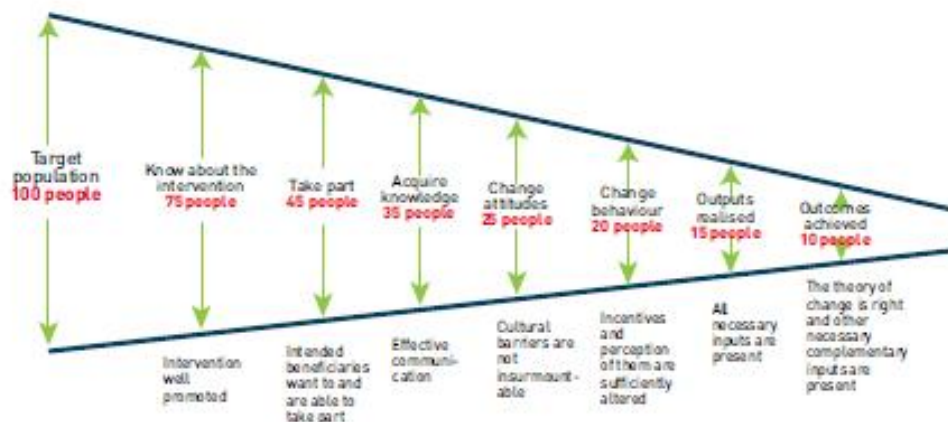 Target
population
100 people
Know about the
intervention
75 people
Take part
45 people
Acquire
knowledge
35 people
Change
attitudes
25 people
Change
behaviour
20 people
Outputs
realised
15 people
Outcomes
achieved
10 people
Intervention
well
promoted
Intended
beneficiaries
want to and
are able to
take part
Effective
communi-
cation
Cultural
barriers are
not
insurmount-
able
Incentives
and
perception
of them are
sufficiently
altered
All
necessary
inputs are
present
The theory of
change is right
and other
necessary
complementary
inputs are
present